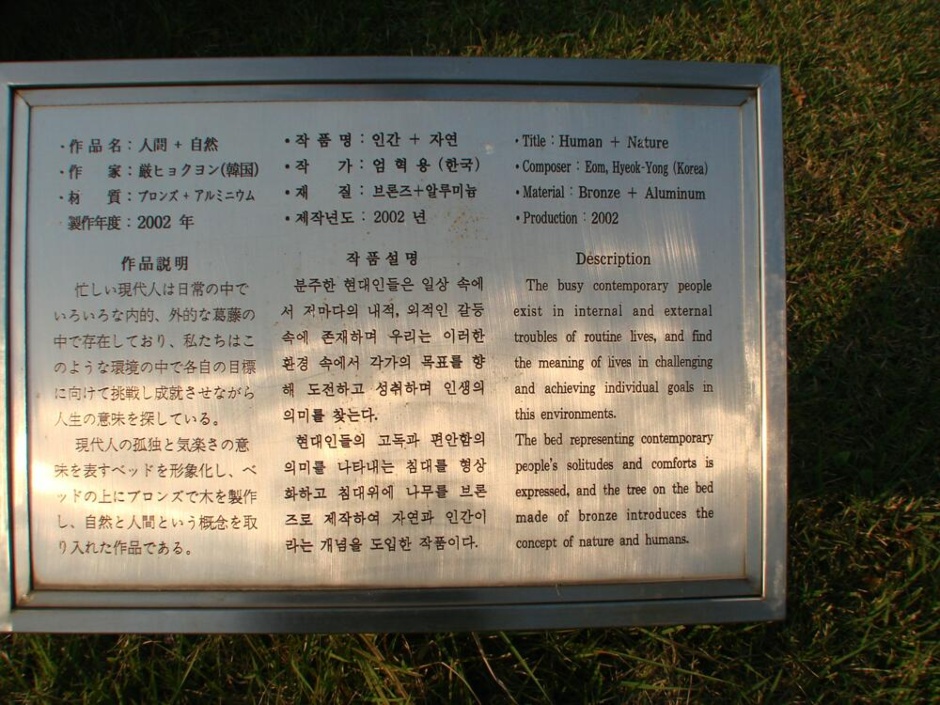 ・作品名：人間 + 自然
・作　家：厳ヒョクヨン(韓国)
・材　質：ブロンズ + アルミニウム
製作年度：2002 年
作品説明
忙しい現代人は日常の中で
いろいろな内的、外的な葛藤の
中で存在しており、私たちはこ
のような環境の中で各自の目標
に向けて挑戦し成就させながら
人生の意味を探している。
現代人の孤独と気楽さの意
味を表すベッドを形象化し、ベ
ッドの上にブロンズで木を製作
し、自然と人間という概念を取
り入れた作品である。
・작품명 : 인간 + 자연
・작　가 : 엄혁용 (한국)
・재　질 : 브론즈+알루미늄
・제작년도 : 2002 년
작품설명
분주한 현대인들은 일상 속에
서 저마다의 내적, 외적인 갈등
속에 존재하며 우리는 이러한
환경 속에서 각가의 목표를 향
해 도전하고 성취하며 인생의
의미를 찾는다.
현대인들의 고독과 편안함의
의미를 나타내는 침대를 형상
화하고 침대위에 나무를 브론
즈로 제작하여 자연과 인간이
라는 개념을 도입한 작품이다.
・Title : Human + Nature
・Composer : Eom, Hyeok-Yong (Korea)
・Material : Bronze + Aluminum
・Production : 2002
Description
The busy contemporary people
exist in internal and external
troubles of routine lives, and find
the meaning of lives in challenging
and achieving individual goals in
this environments.
The bed representing contemporary
people's solitudes and comforts is
expressed, and the tree on the bed
made of bronze introduces the
concept of nature and humans.